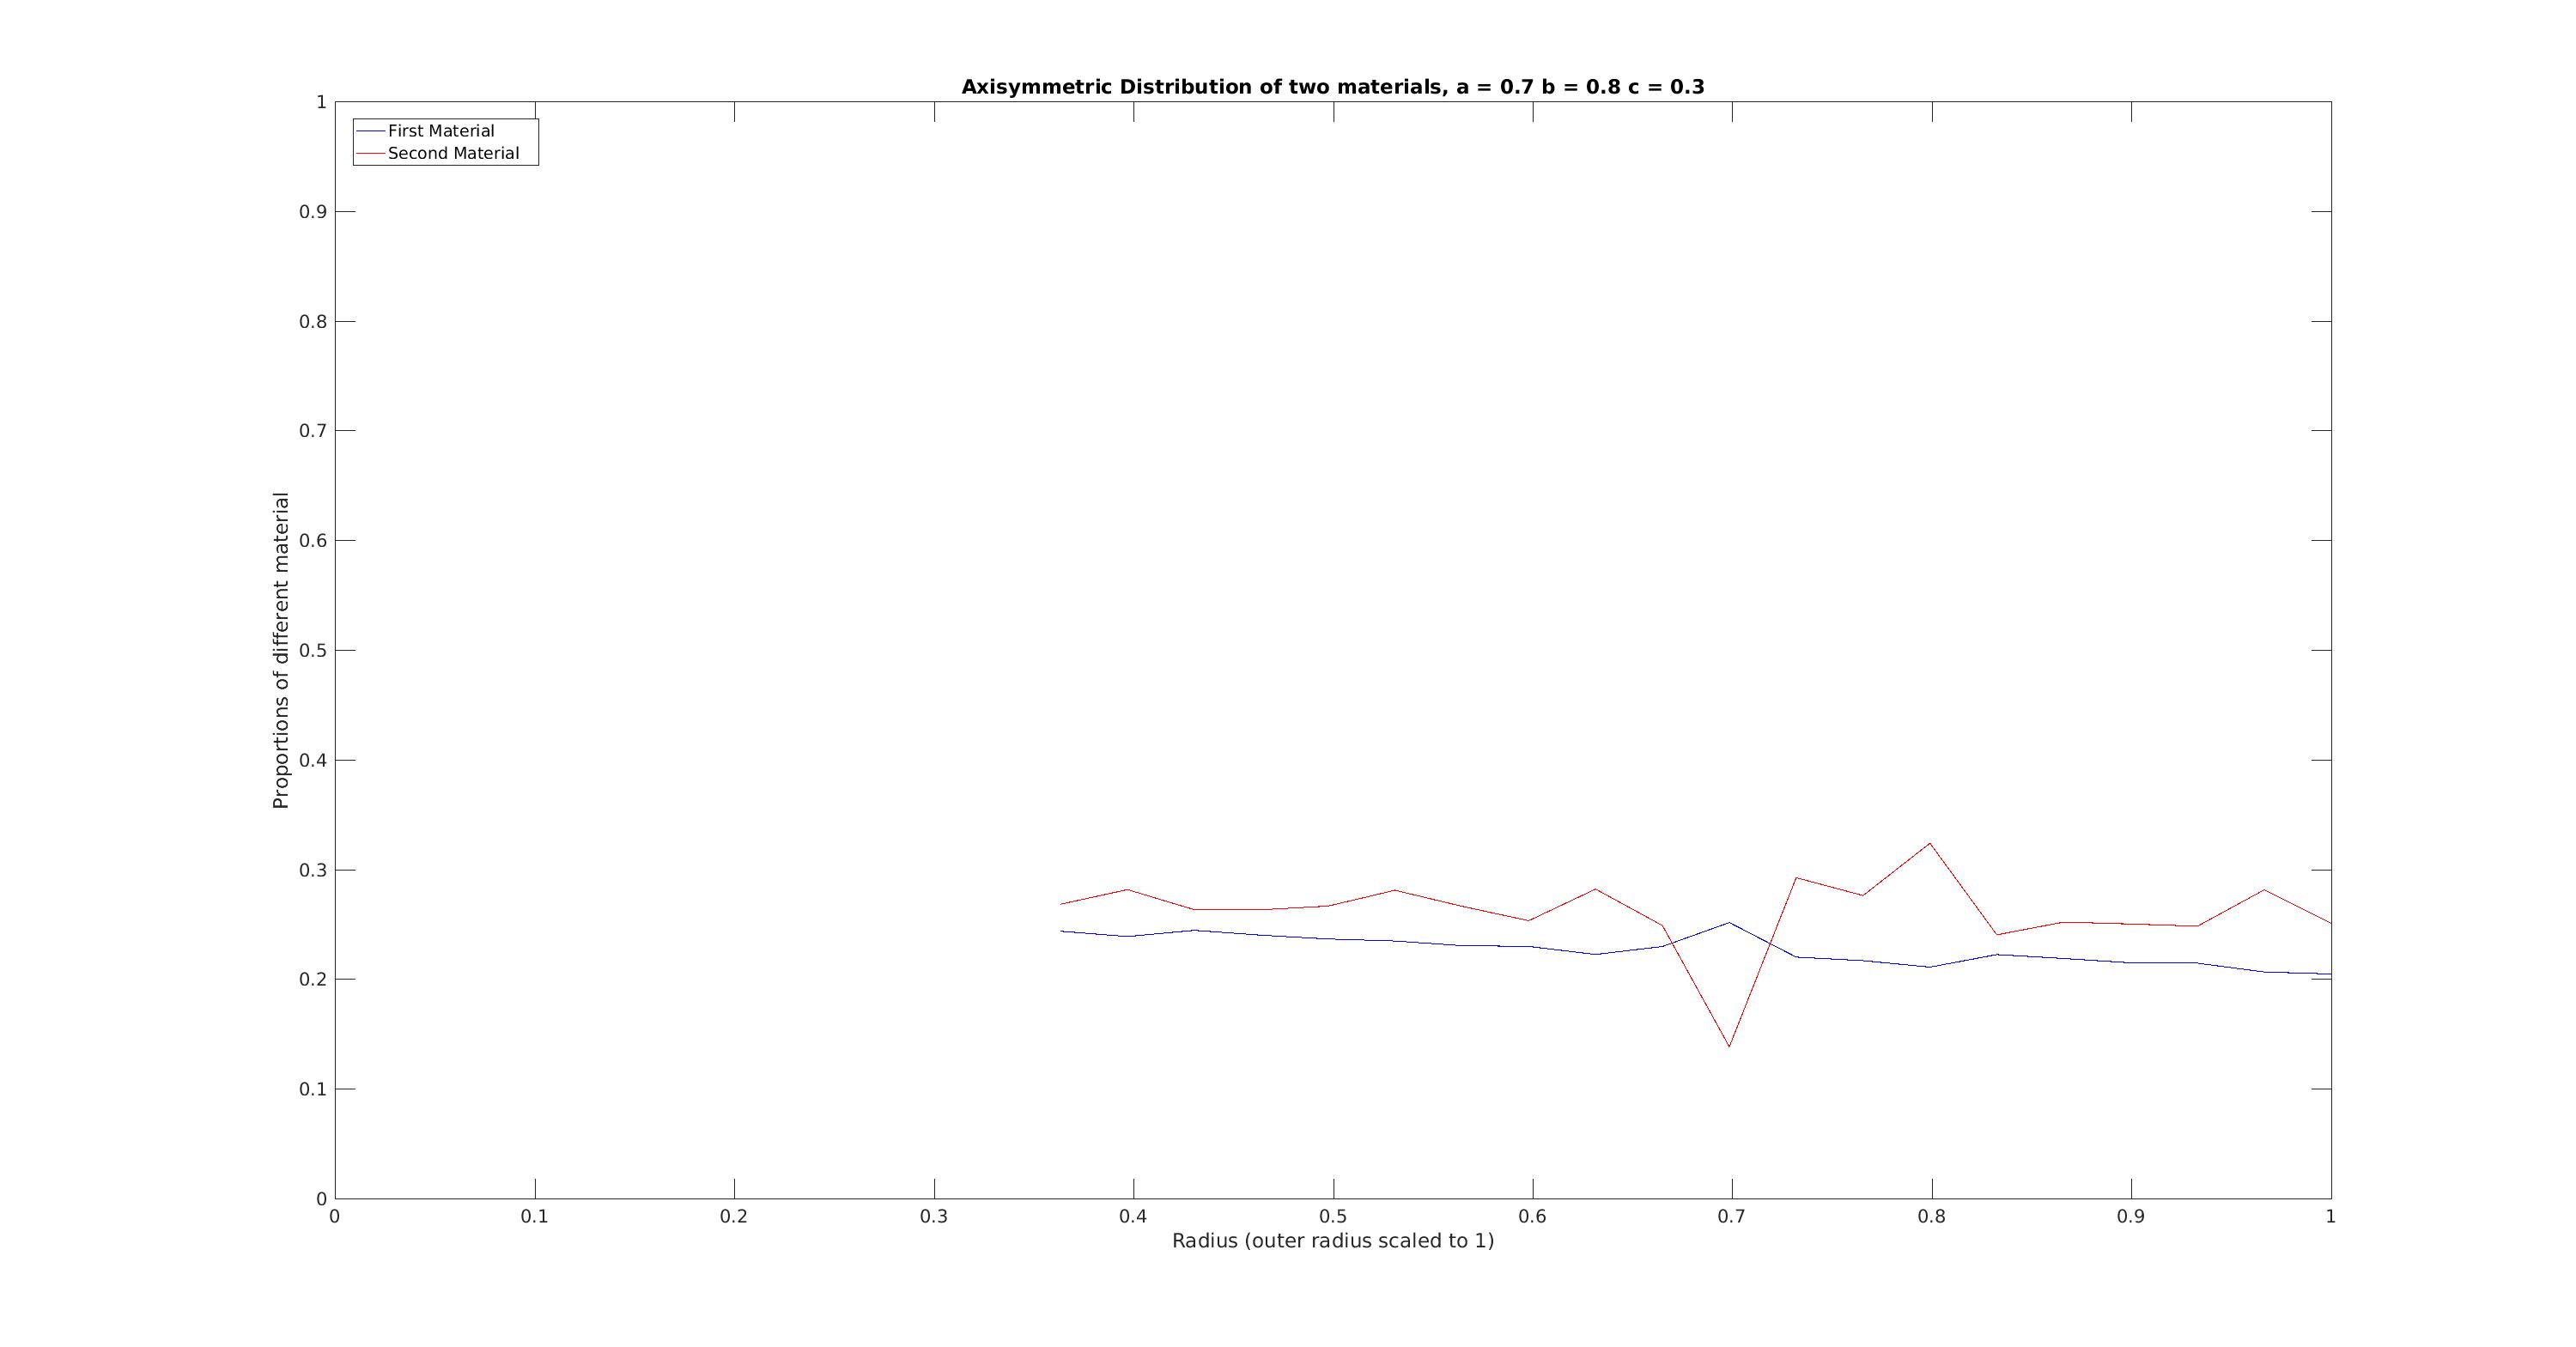 Axisymmetric Distribution of two materials, a = 0.7 b = 0.8 c = 0.3
First Material
Second Material
1
0.9
0.8
0.7
0.6
0.5
0.4
0.3
0.2
0.1
0
Proportions of different material
0 0.1 0.2 0.3 0.4 0.5 0.6 0.7 0.8 0.9 1
Radius (outer radius scaled to 1)